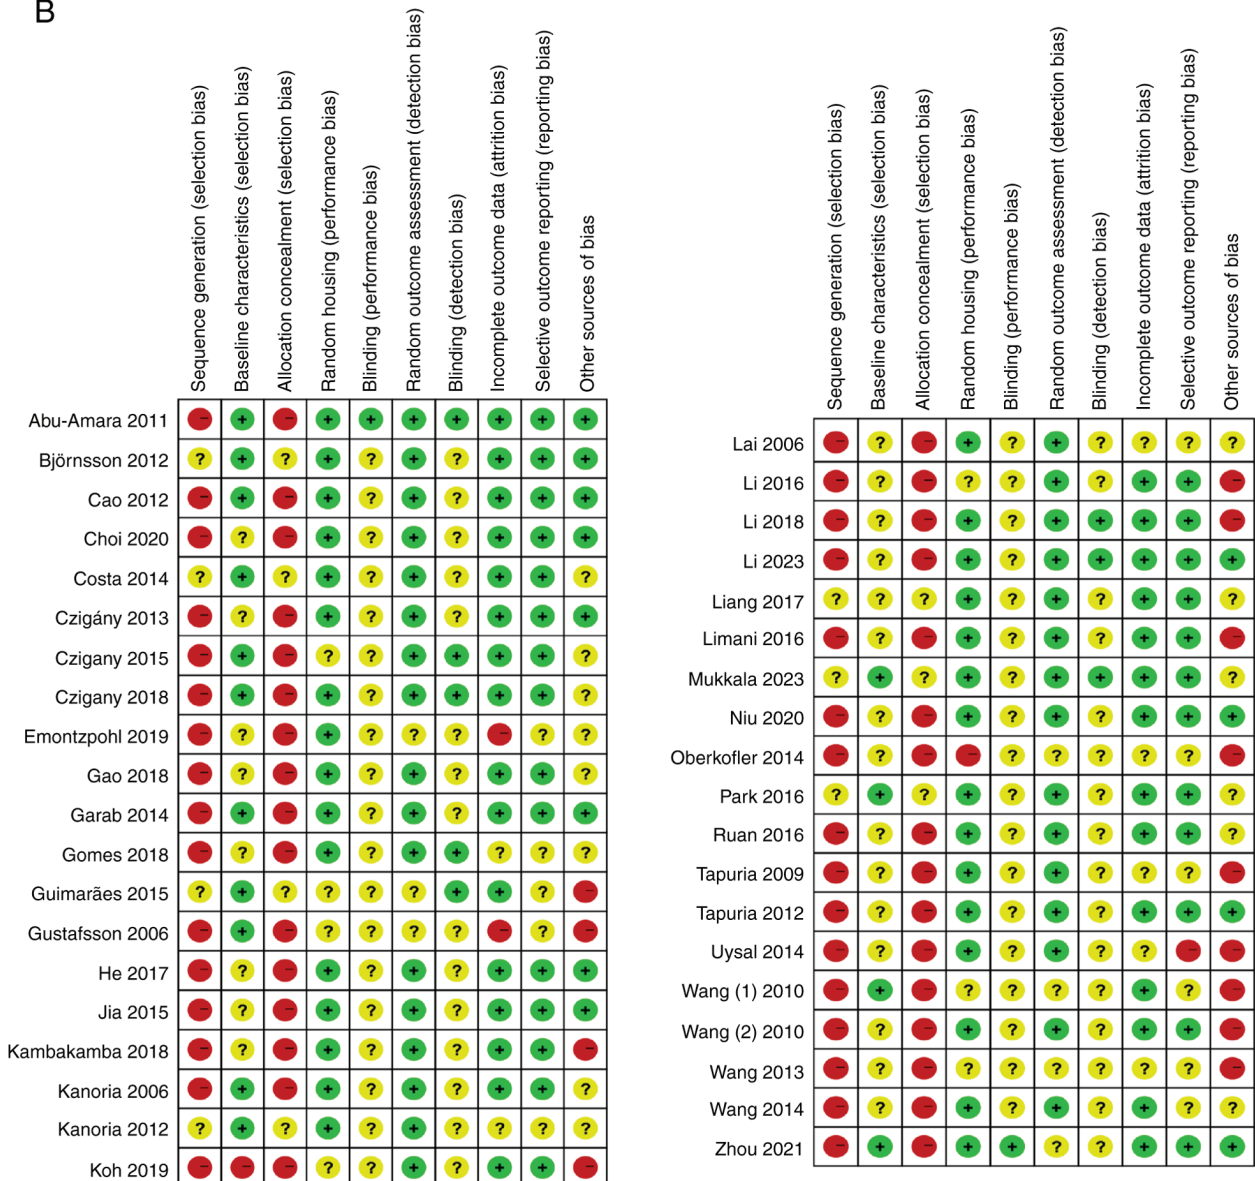 B
Sequence generation (selection bias)
Baseline characteristics (selection bias)
Allocation concealment (selection bias)
Random housing (performance bias)
Blinding (performance bias)
Random outcome assessment (detection bias)
Blinding (detection bias)
Incomplete outcome data (attrition bias)
Selective outcome reporting (reporting bias)
Other sources of bias
Abu-Amara 2011 - + - + + + + + + +
Björnsson 2012 ? + ? + ? + ? + + +
Cao 2012 - + - + ? + ? + + +
Choi 2020 - ? - + ? + ? + + +
Costa 2014 ? + ? + ? + ? + + ?
Czigány 2013 - ? - + ? + ? + + +
Czigany 2015 - + - ? ? + + + + ?
Czigany 2018 - + - + ? + + + + ?
Emontzpohl 2019 - ? - + ? ? ? - ? ?
Gao 2018 - ? - + ? + ? + + ?
Garab 2014 - + - + ? + ? + + +
Gomes 2018 - ? - + ? + + ? ? ?
Guimarães 2015 ? + ? ? ? ? + + ? -
Gustafsson 2006 - + - ? ? ? ? - ? -
He 2017 - ? - + ? + ? + + +
Jia 2015 - ? - + ? + ? + + +
Kambakamba 2018 - ? - + ? + ? + + -
Kanoria 2006 - + - + ? + ? + + ?
Kanoria 2012 ? + ? + ? + ? ? ? ?
Koh 2019 - - - ? ? + ? + + -
Sequence generation (selection bias)
Baseline characteristics (selection bias)
Allocation concealment (selection bias)
Random housing (performance bias)
Blinding (performance bias)
Random outcome assessment (detection bias)
Blinding (detection bias)
Incomplete outcome data (attrition bias)
Selective outcome reporting (reporting bias)
Other sources of bias
Lai 2006 - ? - + ? + ? ? ? ?
Li 2016 - ? - ? ? + ? + + -
Li 2018 - ? - + ? + + + + -
Li 2023 - ? - + ? + + + + +
Liang 2017 ? ? ? + ? + ? + + ?
Limani 2016 - ? - + ? + ? + + -
Mukkala 2023 ? + ? + ? + + + + ?
Niu 2020 - ? - + ? + ? + + +
Oberkofler 2014 - ? - - ? ? ? ? ? -
Park 2016 ? + ? + ? + ? + + ?
Ruan 2016 - ? - + ? + ? + + ?
Tapuria 2009 - ? - + ? + ? ? ? -
Tapuria 2012 - ? - + ? + ? + + +
Uysal 2014 - ? - + ? + ? ? - -
Wang (1) 2010 - + - ? ? ? ? + ? -
Wang (2) 2010 - ? - + ? + ? + + -
Wang 2013 - ? - ? ? ? ? ? ? -
Wang 2014 - ? - + ? + ? + ? ?
Zhou 2021 - + - + + ? ? + + +